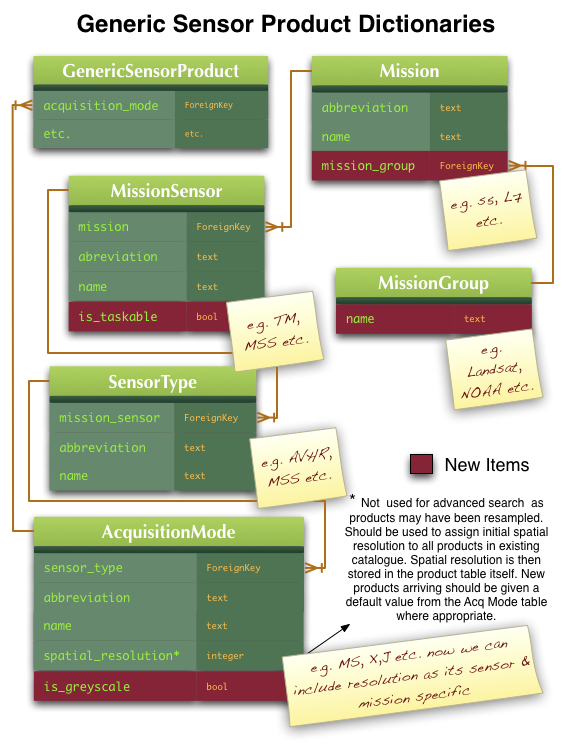 Generic Sensor Product Dictionaries
GenericSensorProduct
acquisition_mode ForeignKey
etc. etc.
Mission
abbreviation text
name text
mission_group ForeignKey
e.g. S5, L7
etc.
MissionSensor
mission ForeignKey
abreviation text
name text
is_taskable bool
e.g. TM,
MSS etc.
MissionGroup
name text
e.g.
Landsat,
NOAA etc.
SensorType
mission_sensor ForeignKey
abbreviation text
name text
e.g. AVHR,
MSS etc.
New Items
AcquisitionMode
sensor_type ForeignKey
abbreviation text
name text
spatial_resolution* integer
is_greyscale bool
* Not used for advanced search as
products may have been resampled.
Should be used to assign initial spatial
resolution to all products in existing
catalogue. Spatial resolution is then
stored in the product table itself. New
products arriving should be given a
default value from the Acq Mode table
where appropriate.
e.g. MS, X,J etc. now we can
include resolution as its sensor &
mission specific